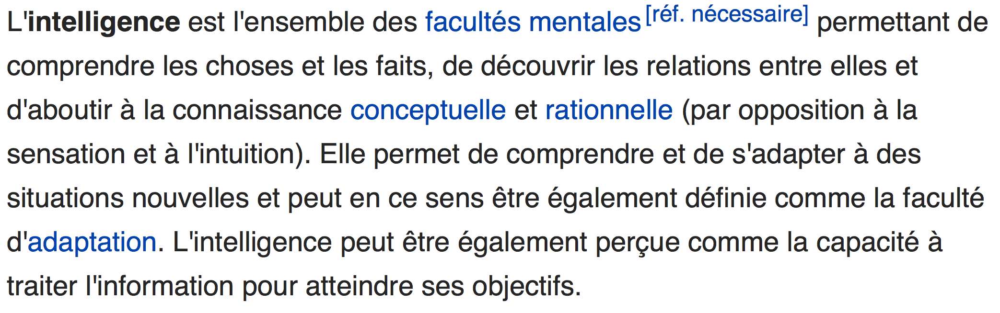 L'intelligence est l'ensemble des facultés mentales [réf. nécessaire] permettant de
comprendre les choses et les faits, de découvrir les relations entre elles et
d'aboutir à la connaissance conceptuelle et rationnelle (par opposition à la
sensation et à l'intuition). Elle permet de comprendre et de s'adapter à des
situations nouvelles et peut en ce sens être également définie comme la faculté
d'adaptation. L'intelligence peut être également perçue comme la capacité à
traiter l'information pour atteindre ses objectifs.